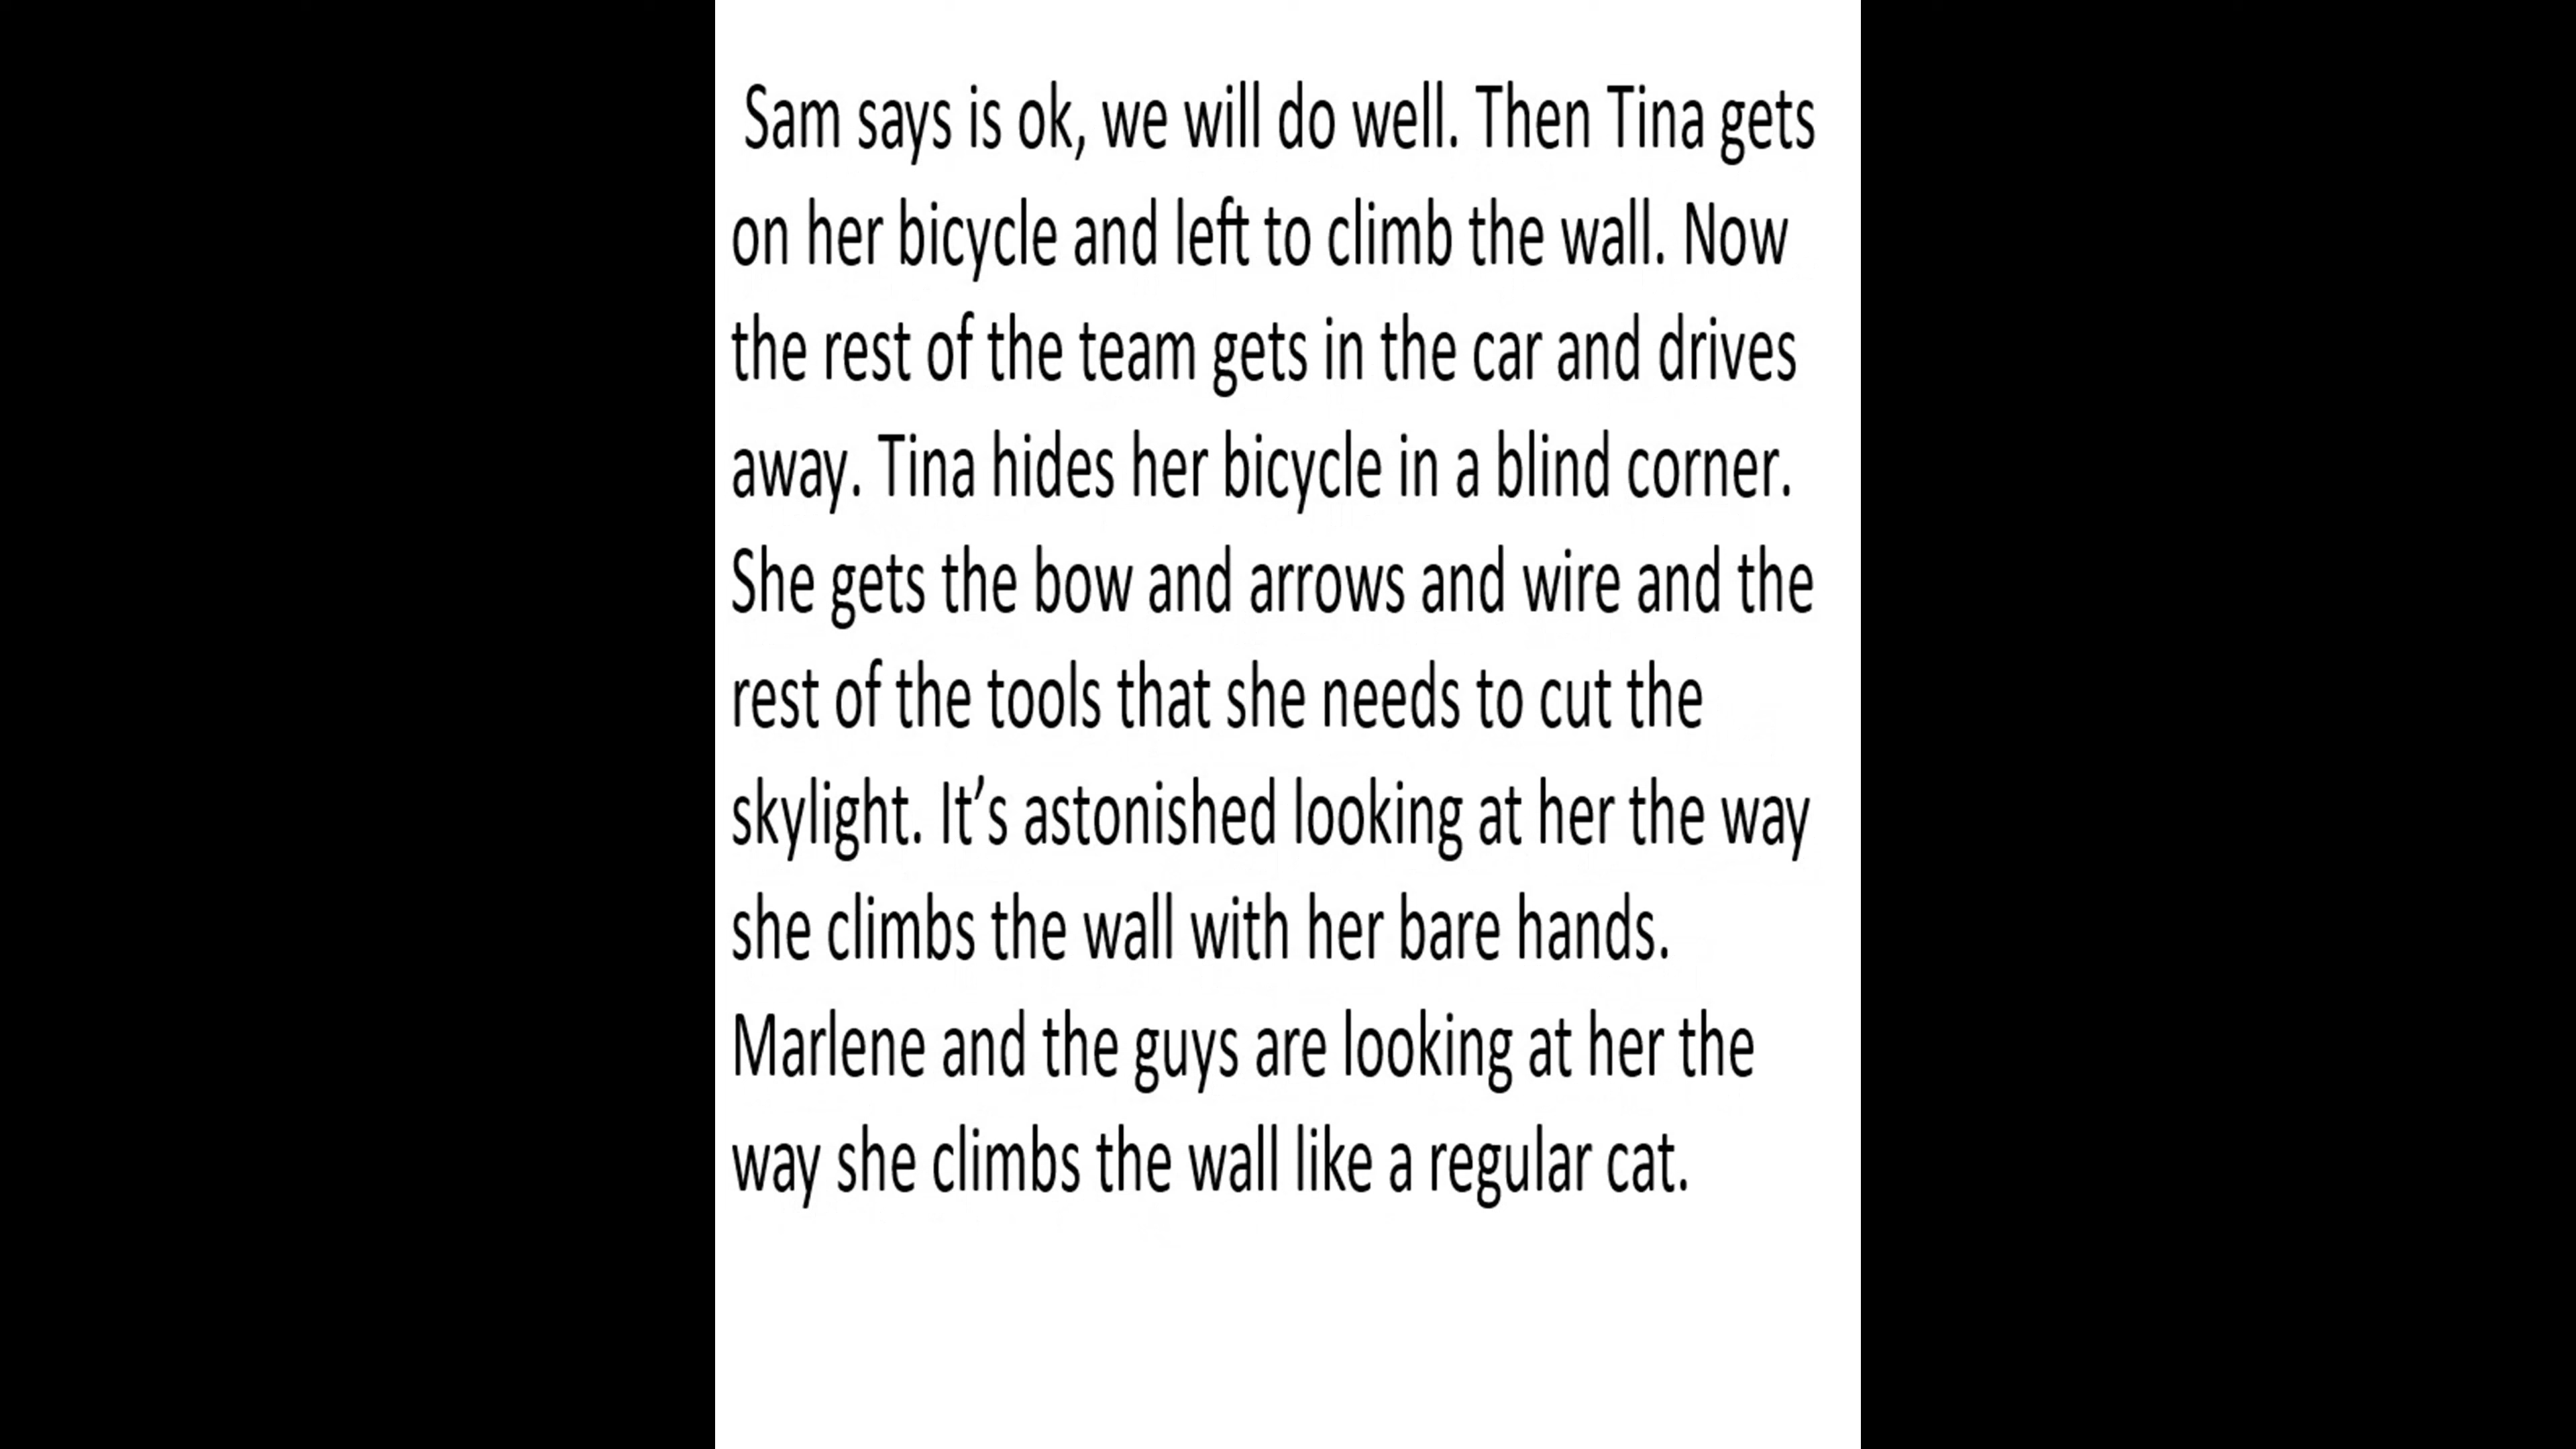 Sam says is ok, we will do well. Then Tina gets
on her bicycle and left to climb the wall. Now
the rest of the team gets in the car and drives
away. Tina hides her bicycle in a blind corner.
She gets the bow and arrows and wire and the
rest of the tools that she needs to cut the
skylight. It’s astonished looking at her the way
she climbs the wall with her bare hands.
Marlene and the guys are looking at her the
way she climbs the wall like a regular cat.